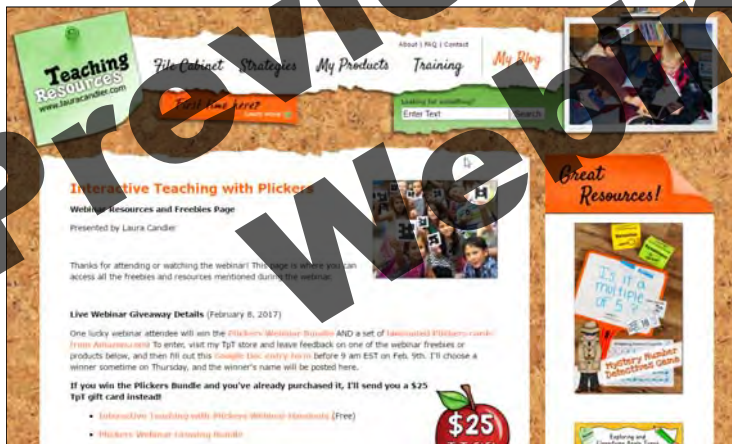 Preview
Webin
About | FAQ | Contact
Teaching
Resources
www.lauracandler.com
File Cabinet
Strategies
My Products
Training
My Blog
First time here?
Learn more
Looking for something?
Enter Text
Search
Interactive Teaching with Plickers
Webinar Resources and Freebies Page
Presented by Laura Candler
Thanks for attending or watching the webinar! This page is where you can
access all the freebies and resources mentioned during the webinar.
Live Webinar Giveaway Details (February 8, 2017)
One lucky webinar attendee will win the Plickers Webinar Bundle AND a set of laminated Plickers cards
from Amazon.com! To enter, visit my TpT store and leave feedback on one of the webinar freebies or
products below, and then fill out this Google Doc entry form before 9 am EST on Feb. 9th. I'll choose a
winner sometime on Thursday, and the winner's name will be posted here.
If you win the Plickers Bundle and you've already purchased it, I'll send you a $25
TpT gift card instead!
Interactive Teaching with Plickers Webinar Handouts (Free)
Plickers Webinar Learning Bundle
$25
Great
Resources!
Is it a
multiple
of 5?
Mystery Number
Detectives Game
Exploring and